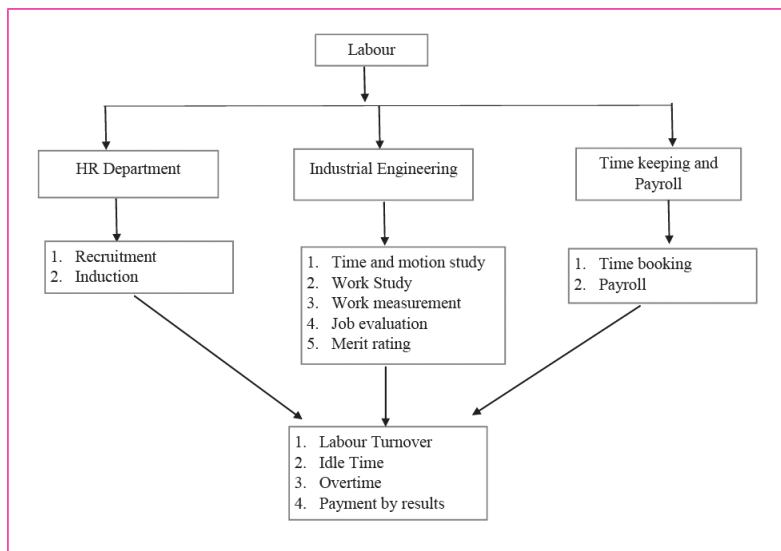 Labour
HR Department
Industrial Engineering
Time keeping and
Payroll
1. Recruitment
2. Induction
1. Time and motion study
2. Work Study
3. Work measurement
4. Job evaluation
5. Merit rating
1. Time booking
2. Payroll
1. Labour Turnover
2. Idle Time
3. Overtime
4. Payment by results